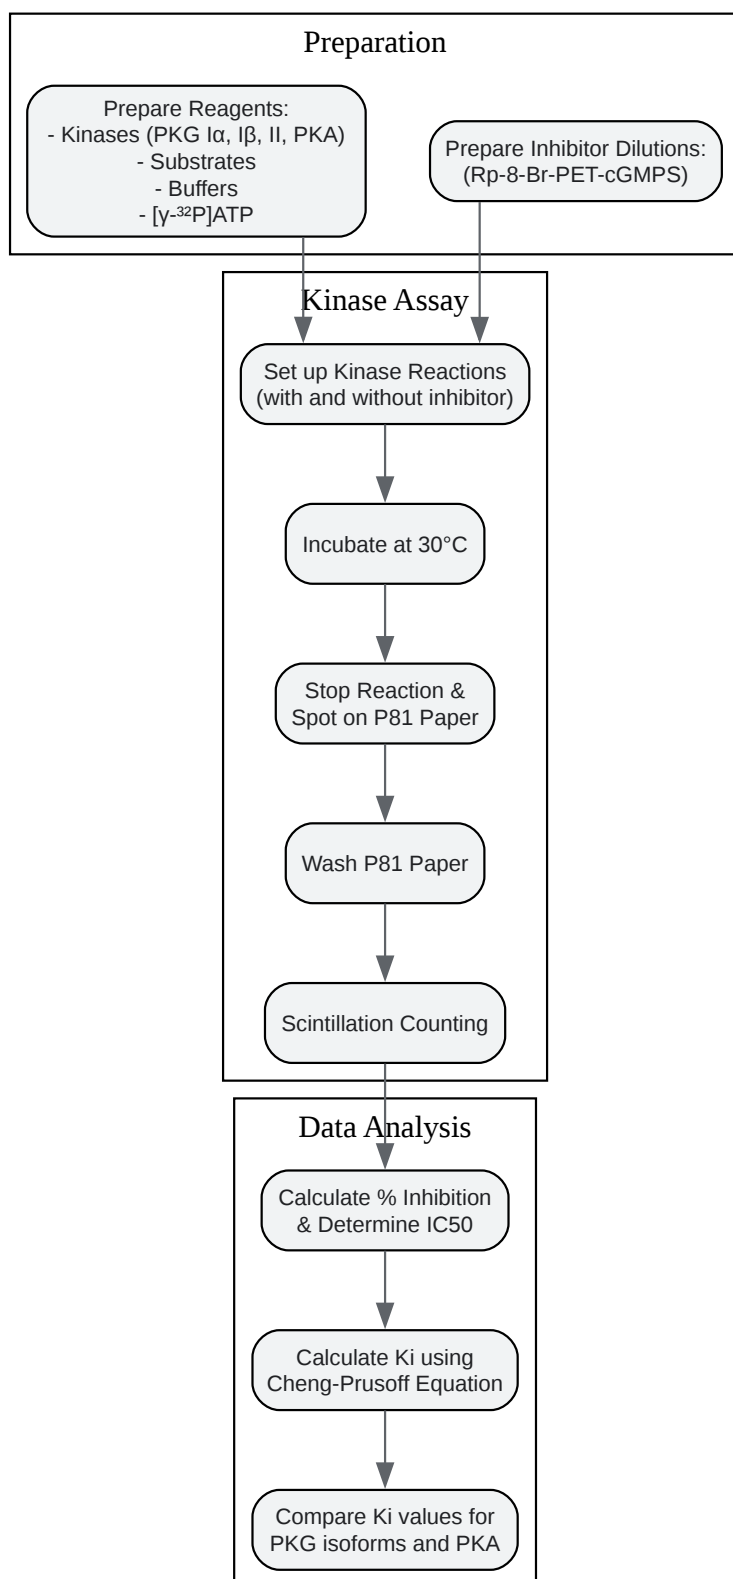 Preparation
Prepare Reagents:
- Kinases (PKG Iα, Iβ, II, PKA)
- Substrates
- Buffers
- [γ-³²P]ATP
Prepare Inhibitor Dilutions:
(Rp-8-Br-PET-cGMPS)
Kinase Assay
Set up Kinase Reactions
(with and without inhibitor)
Incubate at 30°C
Stop Reaction &
Spot on P81 Paper
Wash P81 Paper
Scintillation Counting
Data Analysis
Calculate % Inhibition
& Determine IC50
Calculate Ki using
Cheng-Prusoff Equation
Compare Ki values for
PKG isoforms and PKA